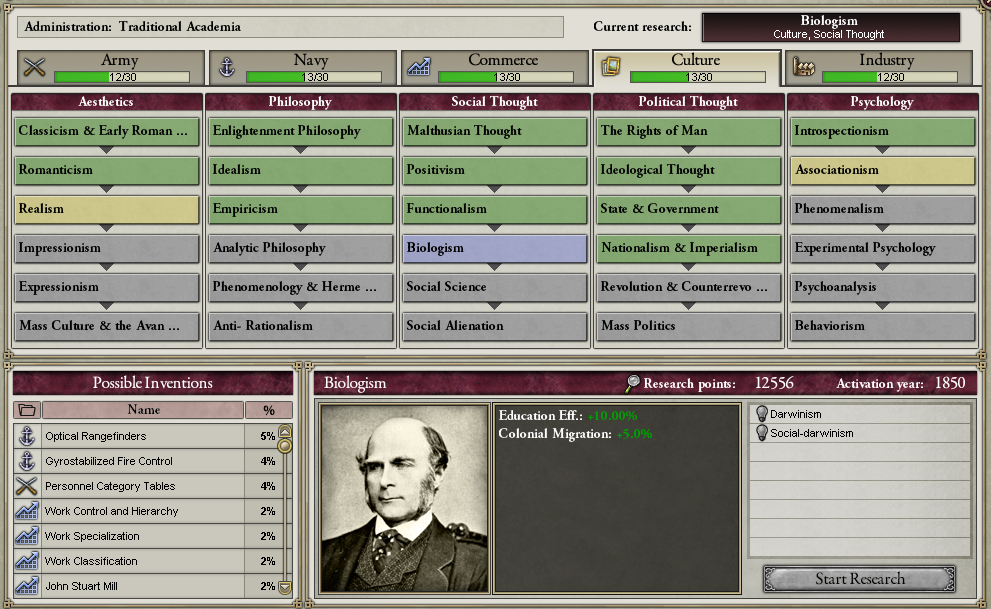 Administration: Traditional Academia
Current research:
Biologism
Culture, Social Thought
Army
12/30
Navy
13/30
Commerce
13/30
Culture
13/30
Industry
12/30
Aesthetics
Philosophy
Social Thought
Political Thought
Psychology
Classicism & Early Roman ...
Enlightenment Philosophy
Malthusian Thought
The Rights of Man
Introspectionism
Romanticism
Idealism
Positivism
Ideological Thought
Associationism
Realism
Empiricism
Functionalism
State & Government
Phenomenalism
Impressionism
Analytic Philosophy
Biologism
Nationalism & Imperialism
Experimental Psychology
Expressionism
Phenomenology & Herme ...
Social Science
Revolution & Counterrevo ...
Psychoanalysis
Mass Culture & the Avan ...
Anti- Rationalism
Social Alienation
Mass Politics
Behaviorism
Possible Inventions
Name %
Optical Rangefinders 5%
Gyrostabilized Fire Control 4%
Personnel Category Tables 4%
Work Control and Hierarchy 2%
Work Specialization 2%
Work Classification 2%
John Stuart Mill 2%
Biologism
Research points: 12556
Activation year: 1850
Education Eff.: +10.00%
Colonial Migration: +5.0%
Darwinism
Social-darwinism
Start Research